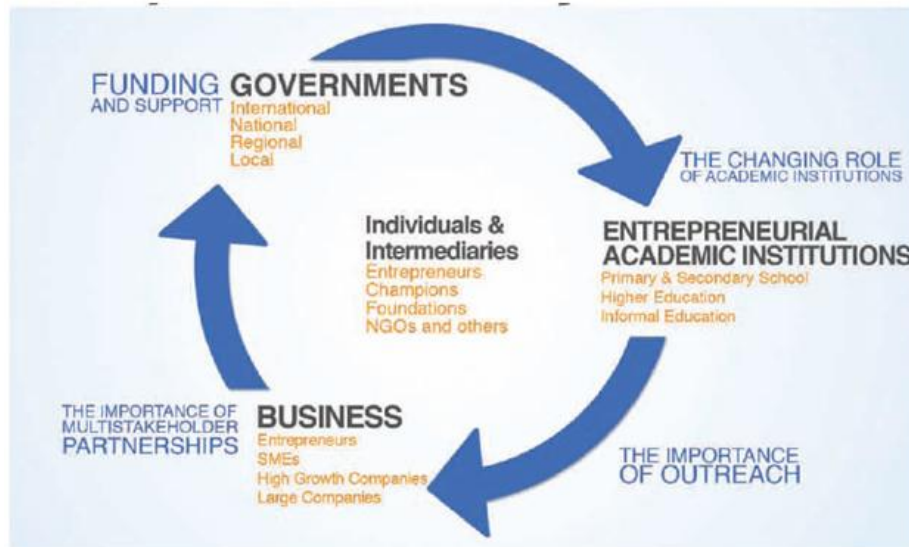 FUNDING
AND SUPPORT
GOVERNMENTS
International
National
Regional
Local
THE CHANGING ROLE
OF ACADEMIC INSTITUTIONS
Individuals &
Intermediaries
Entrepreneurs
Champions
Foundations
NGOs and others
ENTREPRENEURIAL
ACADEMIC INSTITUTIONS
Primary & Secondary School
Higher Education
Informal Education
THE IMPORTANCE OF
MULTISTAKEHOLDER
PARTNERSHIPS
BUSINESS
Entrepreneurs
SMEs
High Growth Companies
Large Companies
THE IMPORTANCE
OF OUTREACH